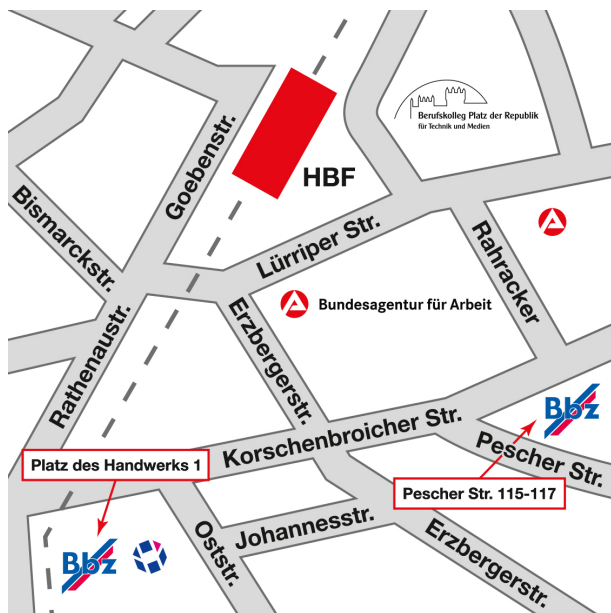 Berufskolleg Platz der Republik
für Technik und Medien
Goebenstr.
HBF
Bismarckstr.
Lürriper Str.
Rahracker
Bundesagentur für Arbeit
Rathenaustr.
Erzbergerstr.
Bbz
Korschenbroicher Str.
Pescher Str.
Platz des Handwerks 1
Pescher Str. 115-117
Johannesstr.
Oststr.
Erzbergerstr.
Bbz